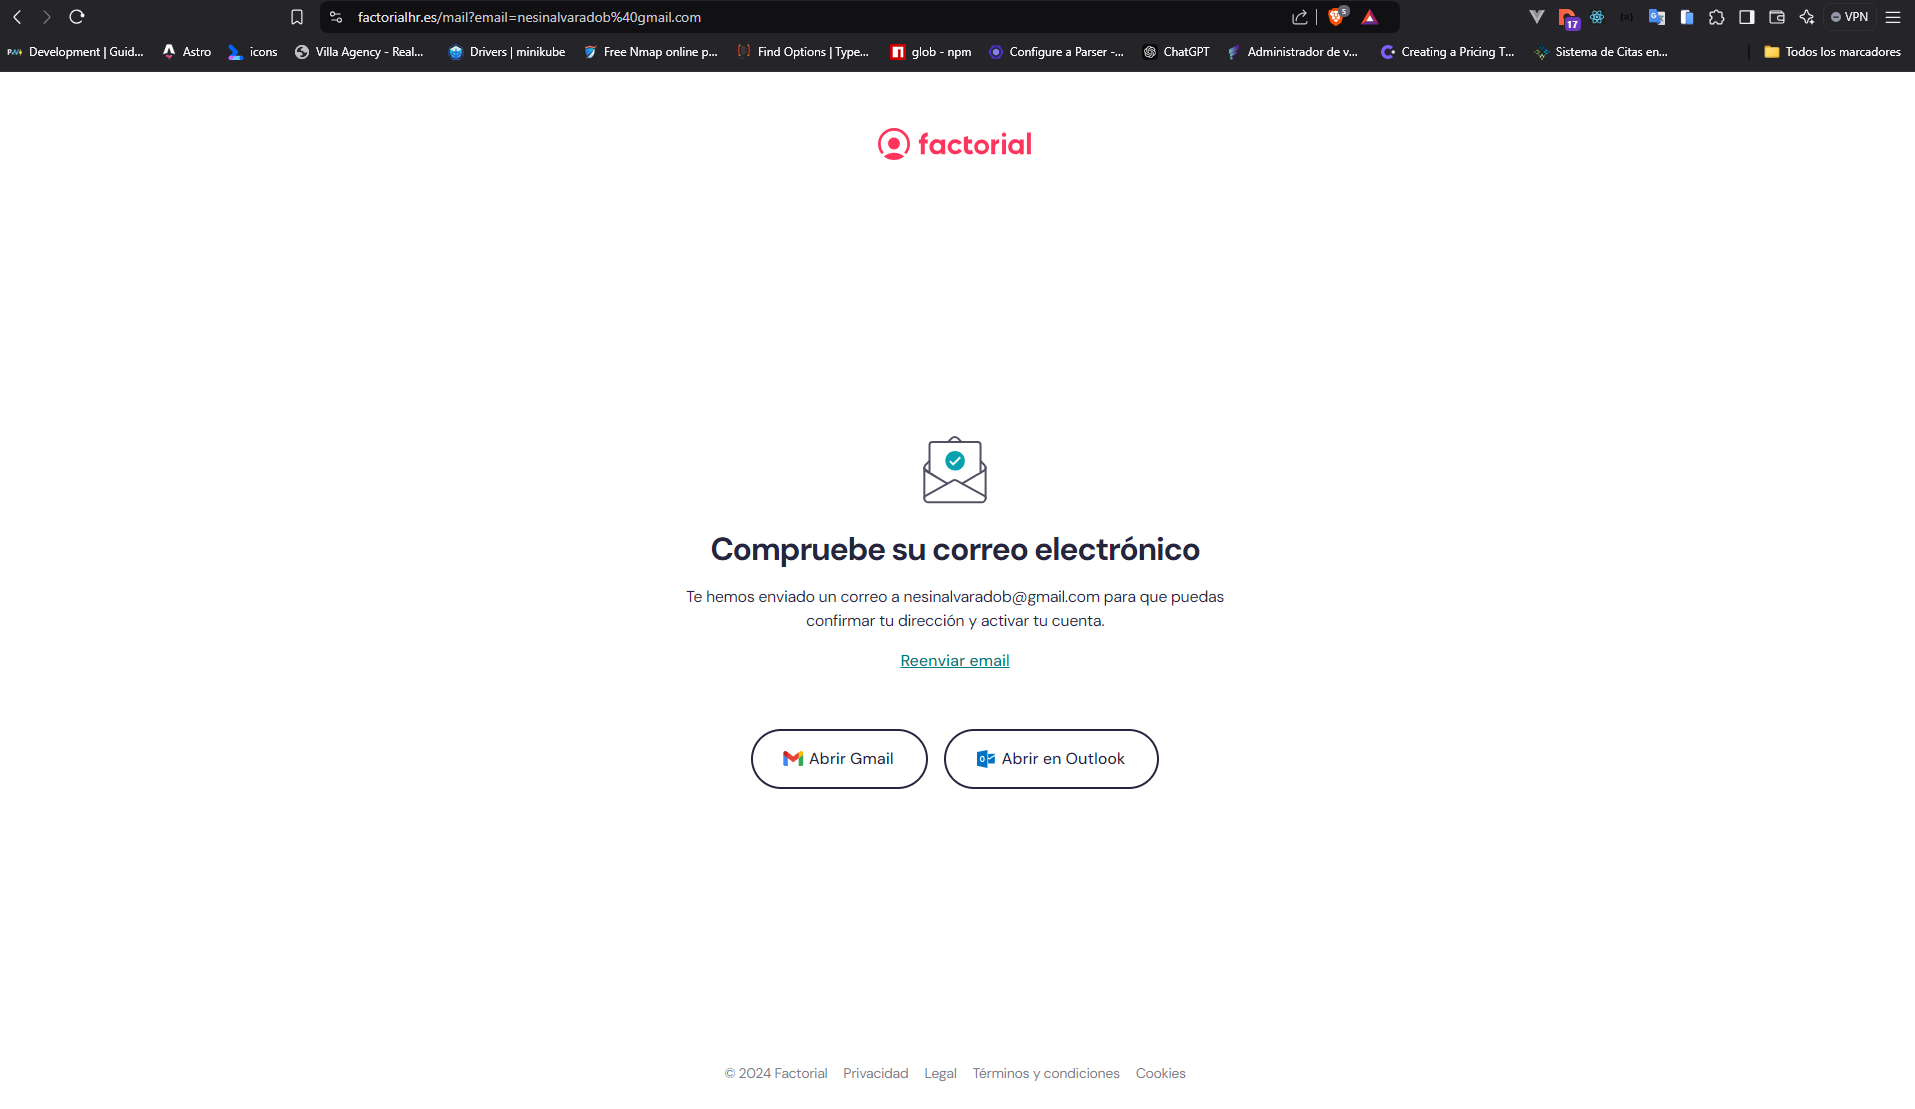 factorialhr.es/mail?email=nesinalvaradob%40gmail.com
5
17
VPN
Development | Guid...
Astro
icons
Villa Agency - Real...
Drivers | minikube
Free Nmap online p...
Find Options | Type...
glob - npm
Configure a Parser -...
ChatGPT
Administrador de v...
Creating a Pricing T...
Sistema de Citas en...
Todos los marcadores
factorial
Compruebe su correo electrónico
Te hemos enviado un correo a nesinalvaradob@gmail.com para que puedas
confirmar tu dirección y activar tu cuenta.
Reenviar email
Abrir Gmail
Abrir en Outlook
© 2024 Factorial Privacidad Legal Términos y condiciones Cookies